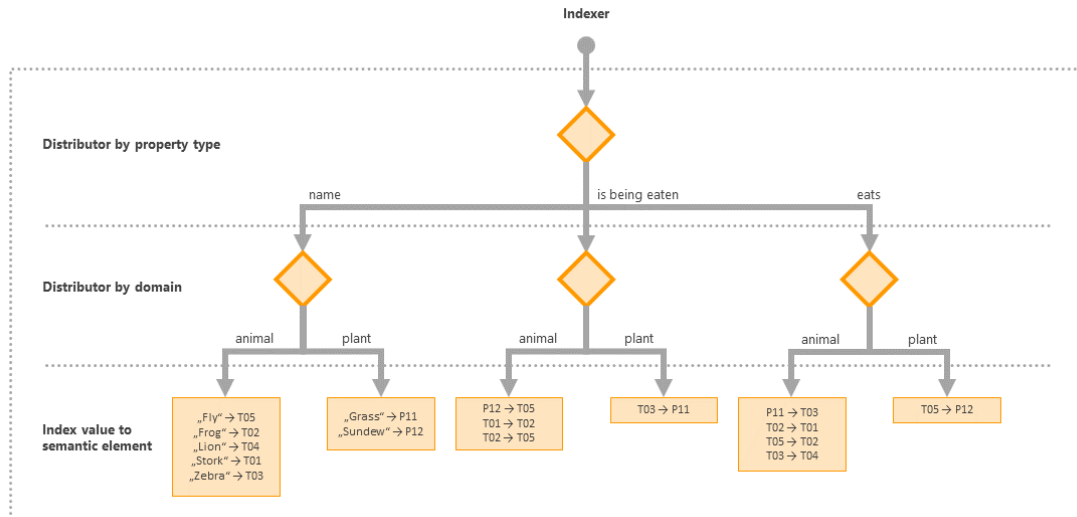 Indexer
Distributor by property type
name
is being eaten
eats
Distributor by domain
animal
plant
animal
plant
animal
plant
Index value to
semantic element
„Fly“ → T05
„Frog“ → T02
„Lion“ → T04
„Stork“ → T01
„Zebra“ → T03
„Grass“ → P11
„Sundew“ → P12
P12 → T05
T01 → T02
T02 → T05
T03 → P11
P11 → T03
T02 → T01
T05 → T02
T03 → T04
T05 → P12